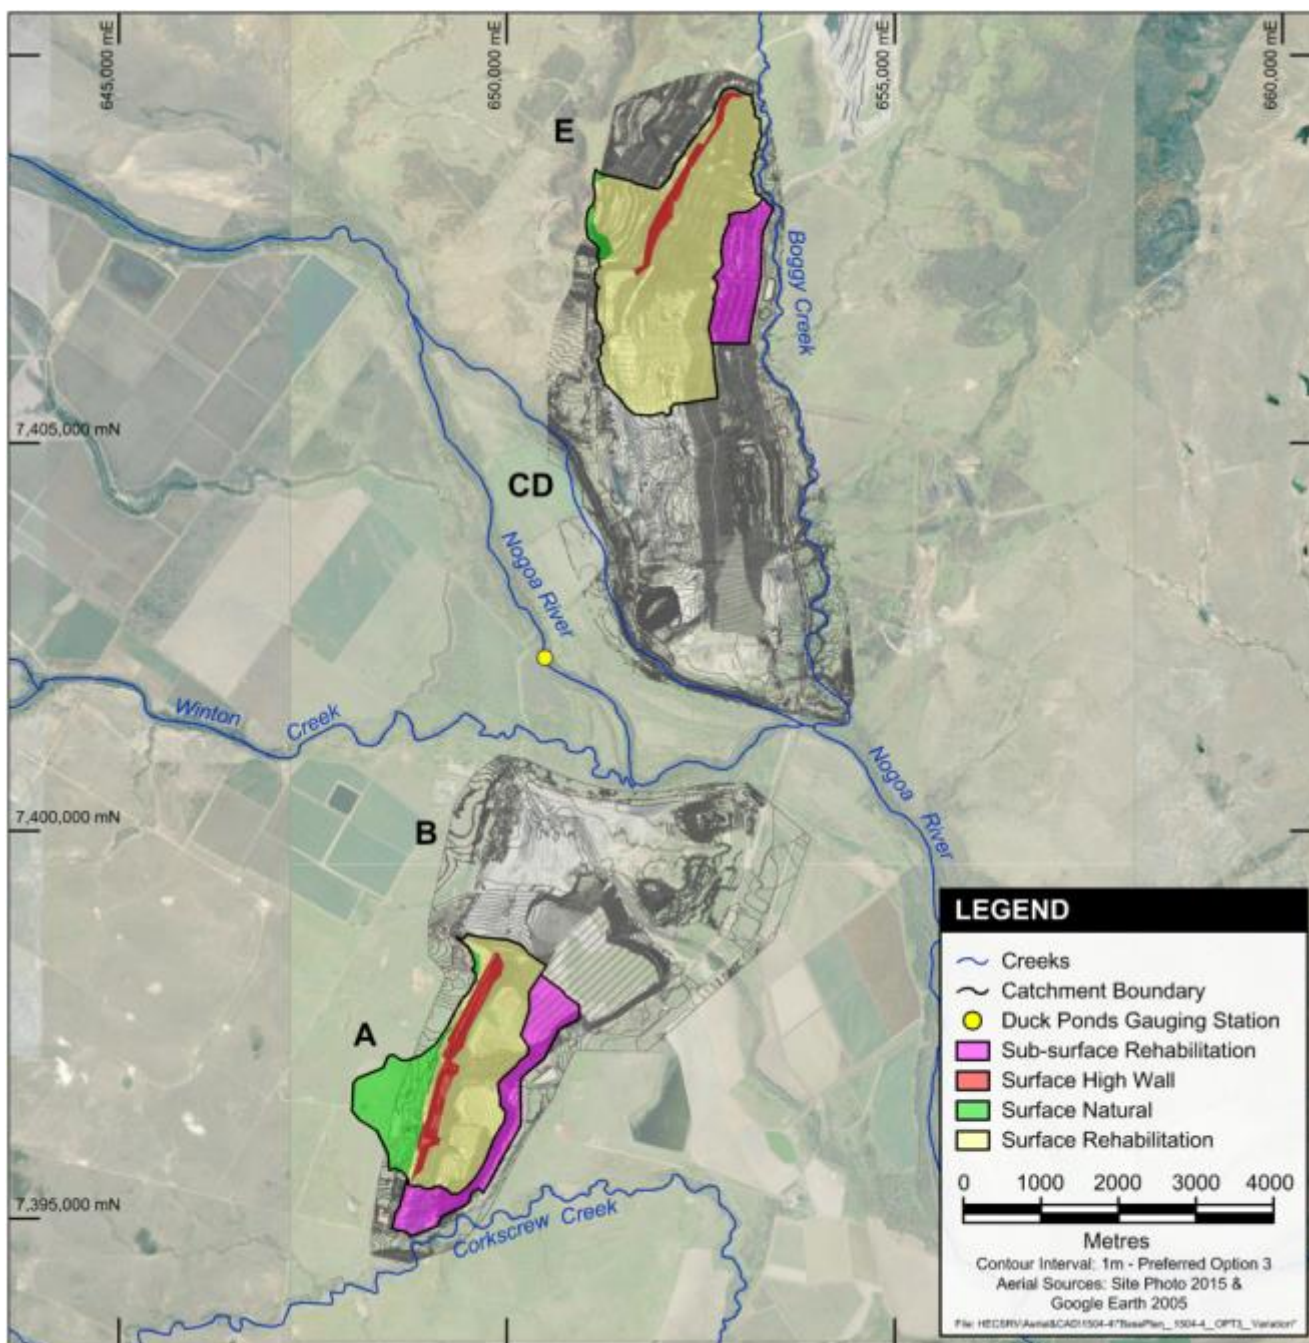 645,000 mE
650,000 mE
655,000 mE
660,000 mE
E
Boggy Creek
7,405,000 mN
CD
Nogoa River
Winton Creek
Nogoa River
7,400,000 mN
B
A
7,395,000 mN
Corkscrew Creek
LEGEND
Creeks
Catchment Boundary
Duck Ponds Gauging Station
Sub-surface Rehabilitation
Surface High Wall
Surface Natural
Surface Rehabilitation
0 1000 2000 3000 4000
Metres
Contour Interval: 1m - Preferred Option 3
Aerial Sources: Site Photo 2015 &
Google Earth 2005